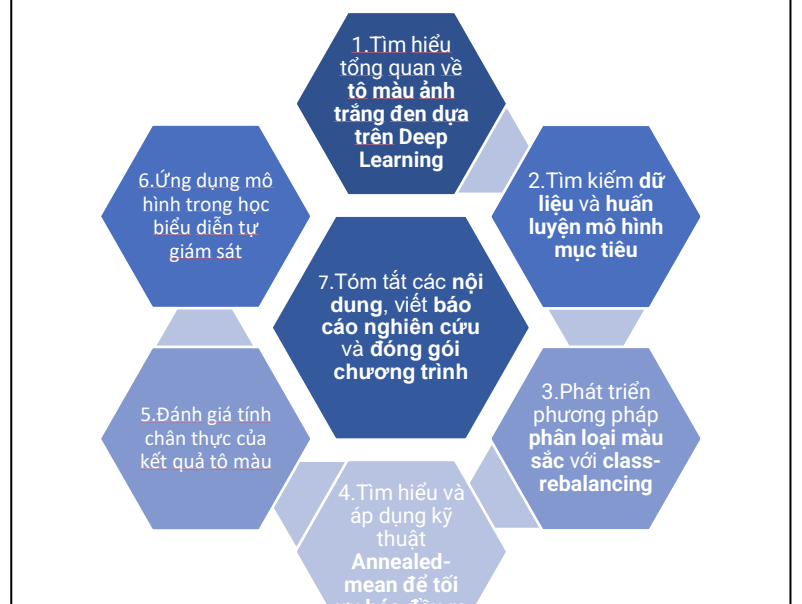 1.Tìm hiểu
tổng quan về
tô màu ảnh
trắng đen dựa
trên Deep
Learning
2.Tìm kiếm dữ
liệu và huấn
luyện mô hình
mục tiêu
3.Phát triển
phương pháp
phân loại màu
sắc với class-
rebalancing
4.Tìm hiểu và
áp dụng kỹ
thuật
Annealed-
mean để tối
5.Đánh giá tính
chân thực của
kết quả tô màu
6.Ứng dụng mô
hình trong học
biểu diễn tự
giám sát
7.Tóm tắt các nội
dung, viết báo
cáo nghiên cứu
và đóng gói
chương trình